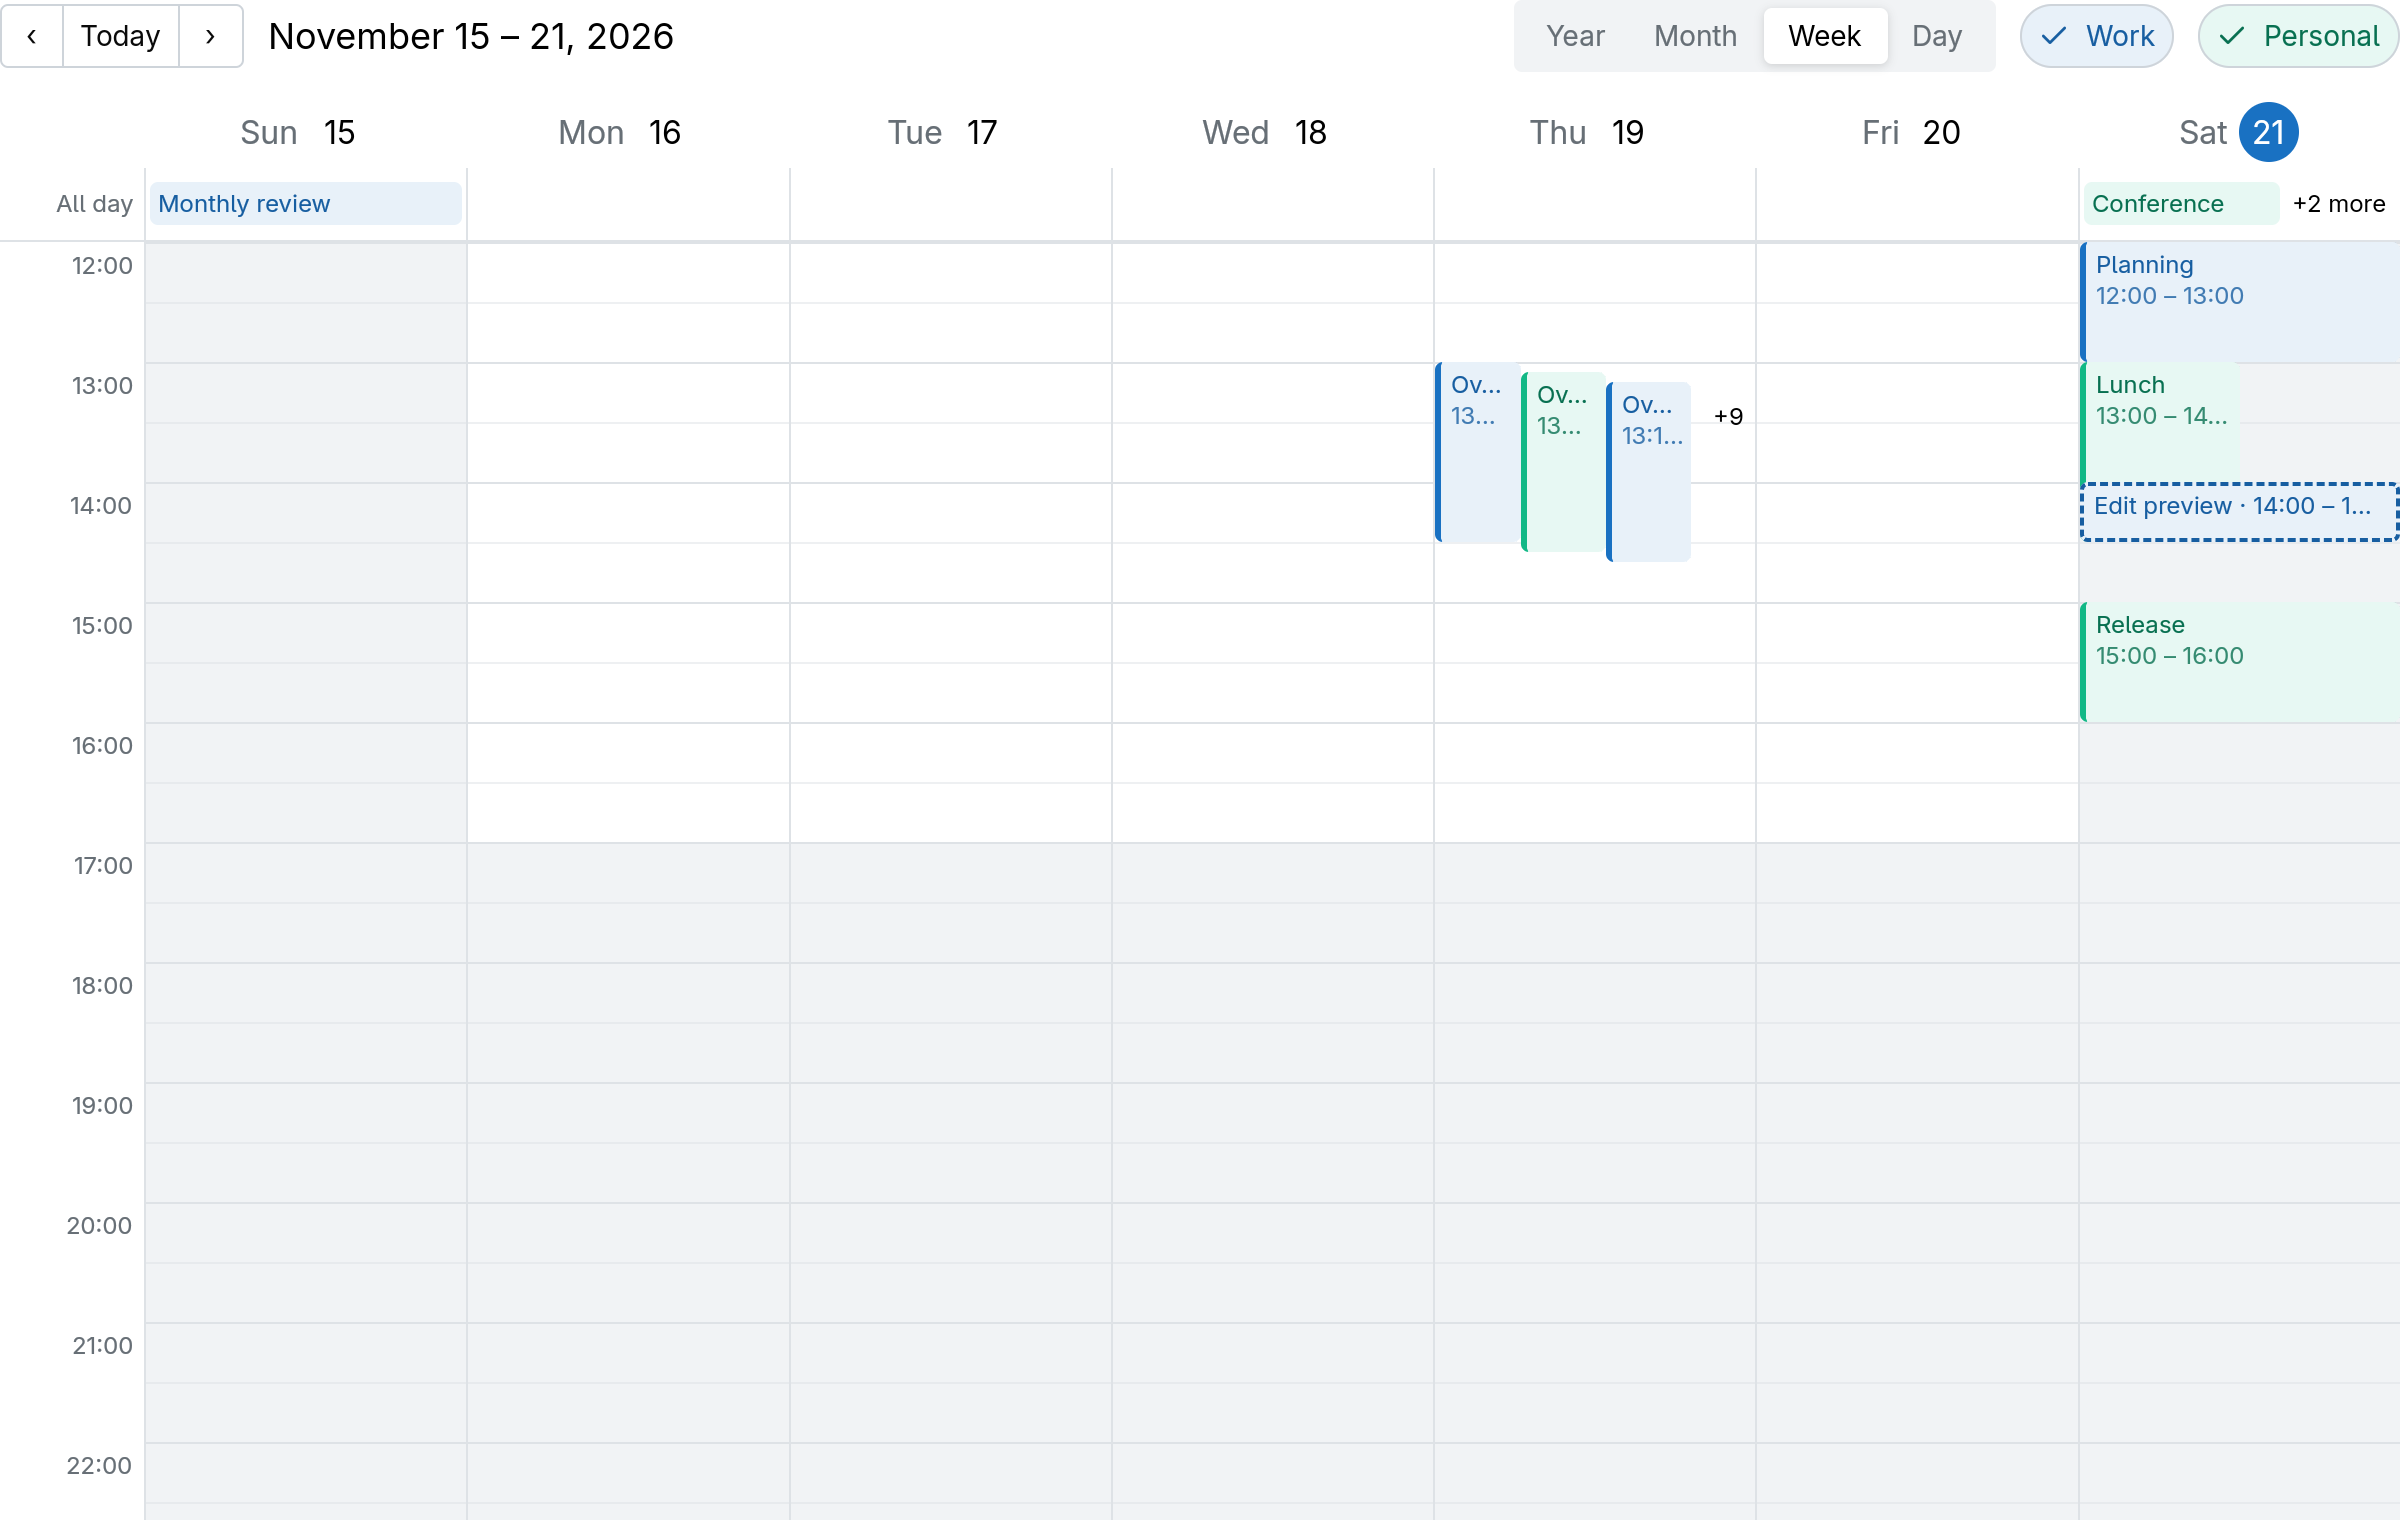 ‹ Today › November 15 – 21, 2026 Year Month Week Day Work Personal
Sun 15 Mon 16 Tue 17 Wed 18 Thu 19 Fri 20 Sat 21
All day Monthly review Conference +2 more
12:00 Planning
12:00 – 13:00
13:00 Ov... Ov... Ov... +9 Lunch
13... 13... 13:1... 13:00 – 14...
14:00 Edit preview · 14:00 – 1...
15:00 Release
15:00 – 16:00
16:00
17:00
18:00
19:00
20:00
21:00
22:00